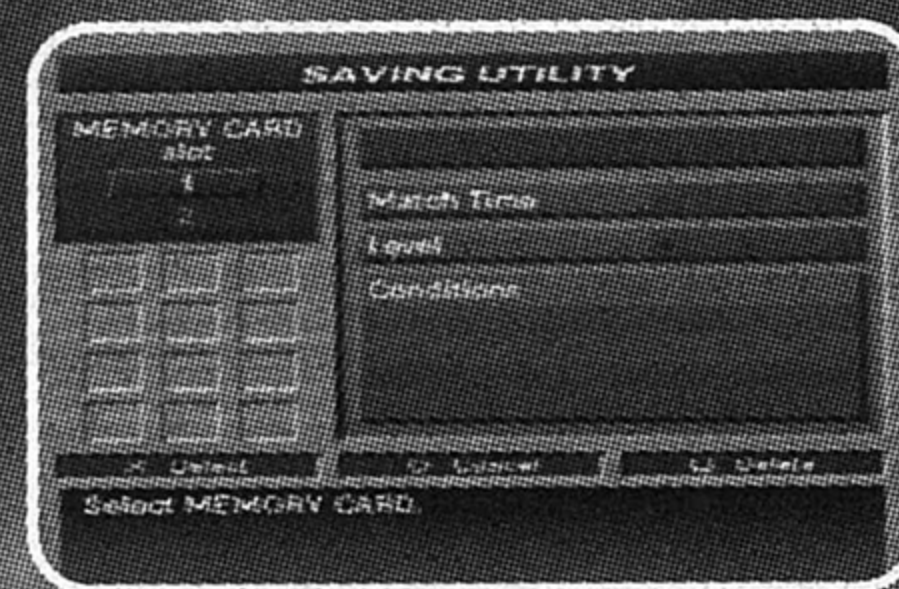 SAVING UTILITY
MEMORY CARD
slot
1
2
Match Time
Level
Conditions
× Select
○ Cancel
□ Delete
Select MEMORY CARD.